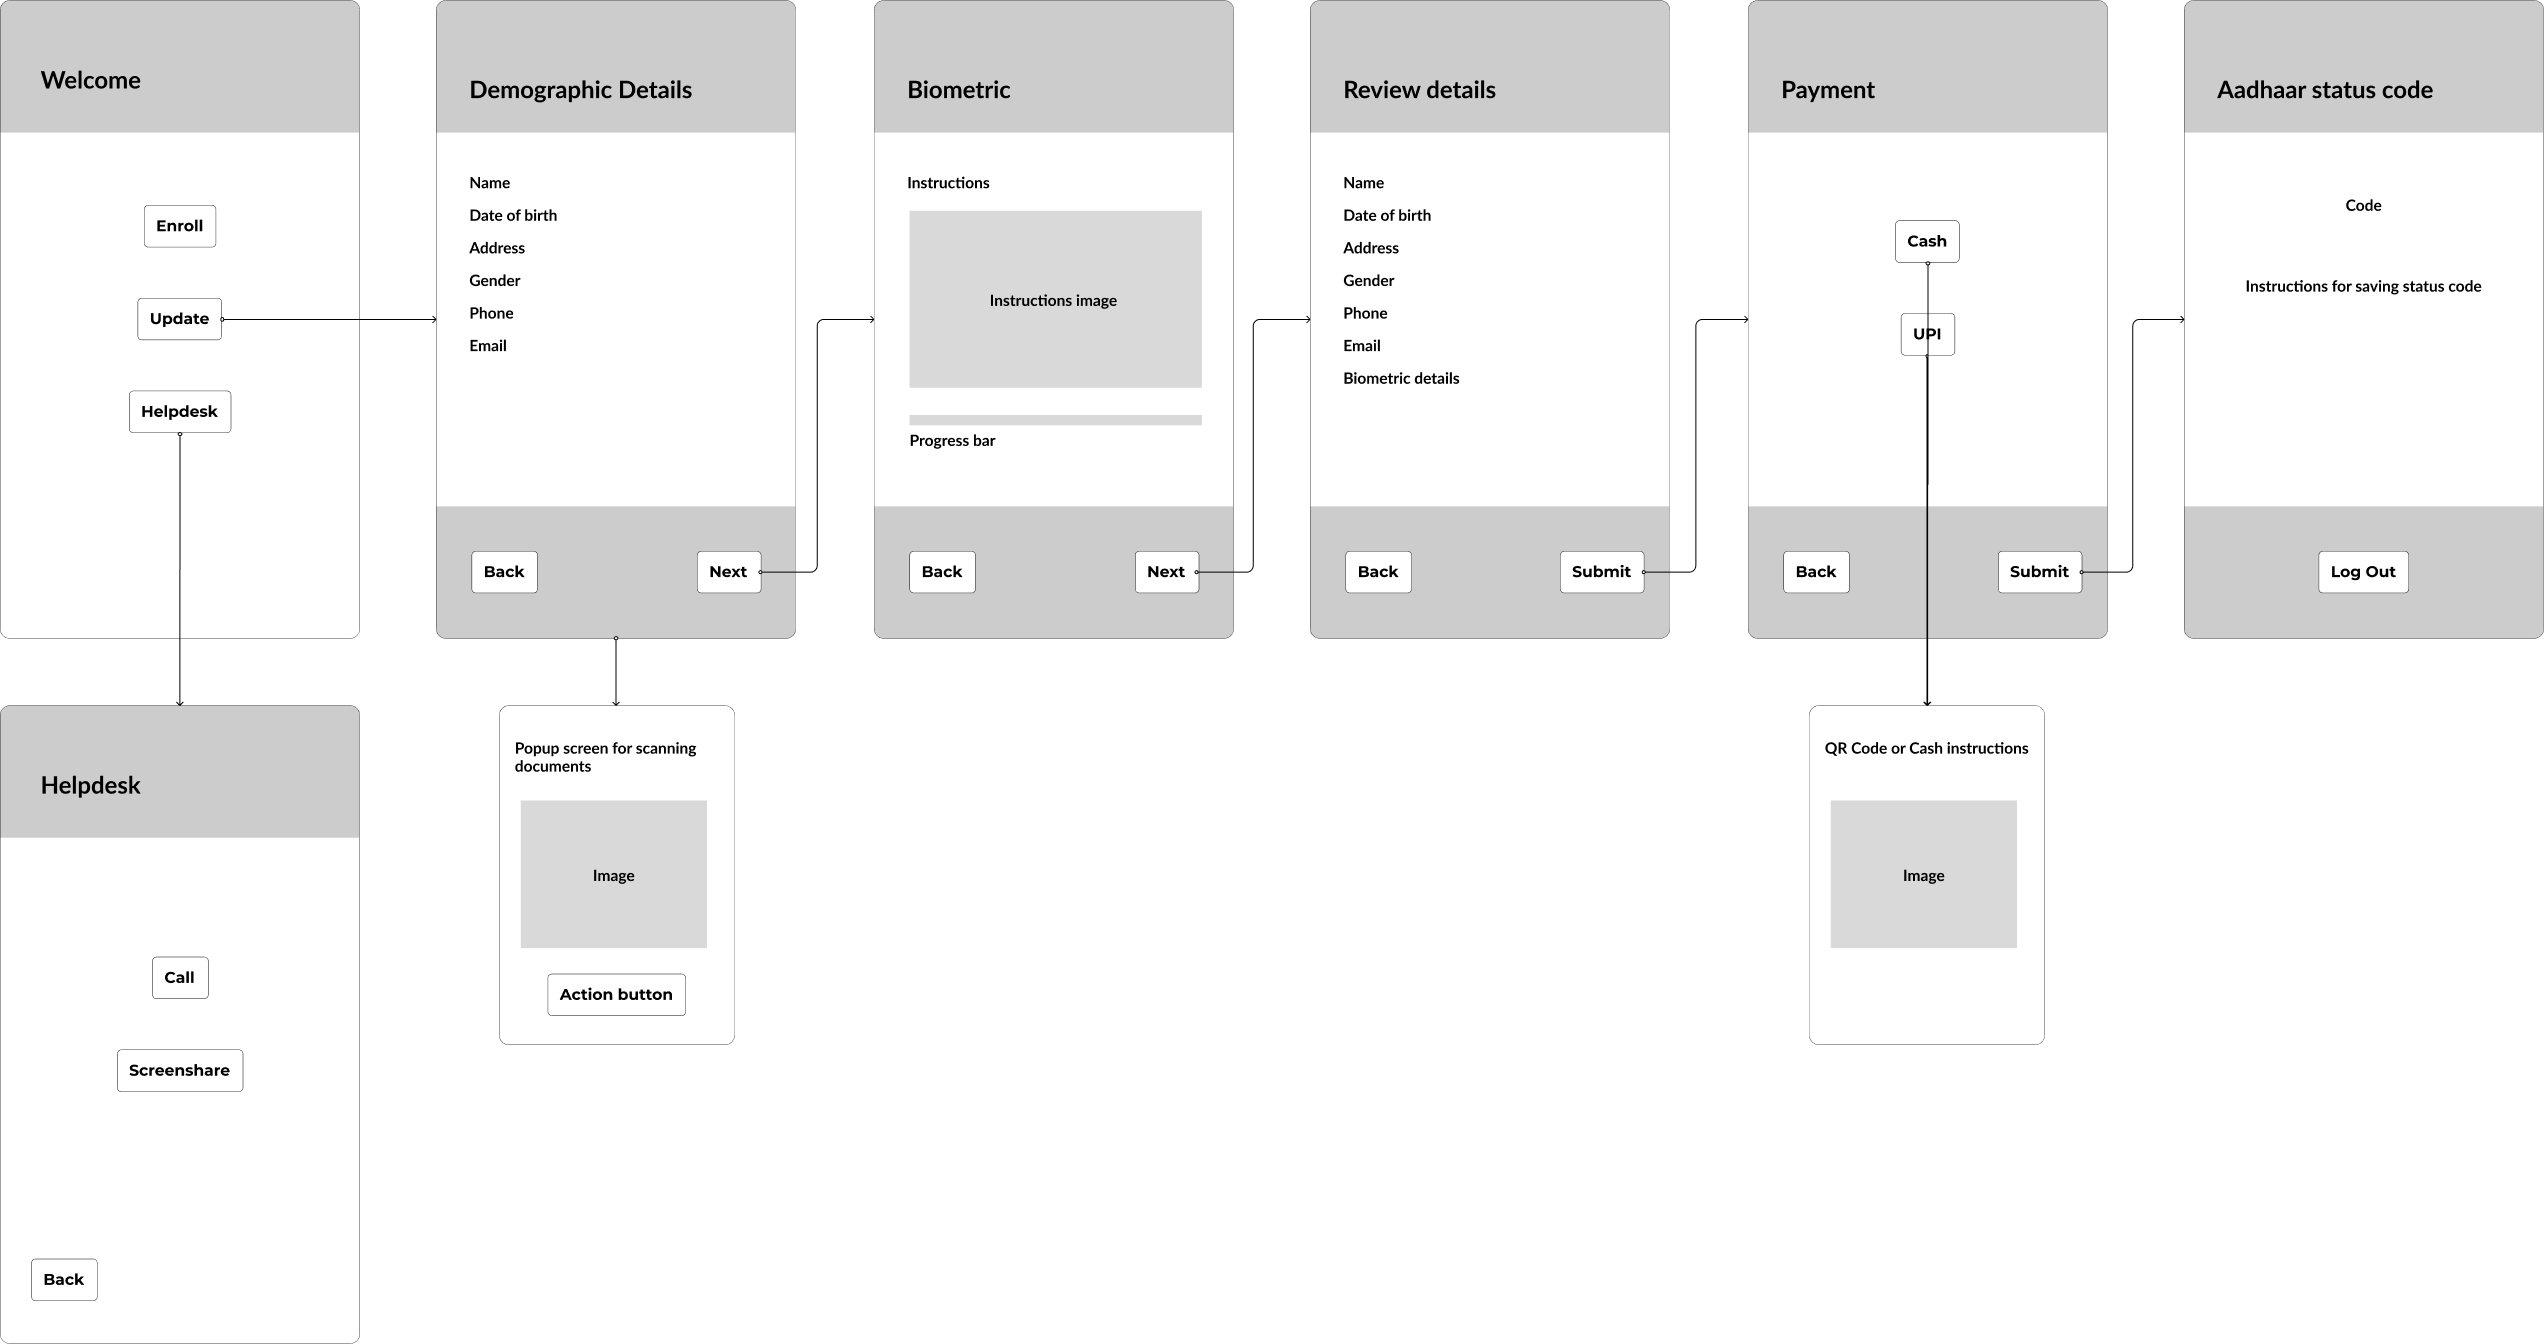 Welcome
Enroll
Update
Helpdesk
Demographic Details
Name
Date of birth
Address
Gender
Phone
Email
Back
Next
Biometric
Instructions
Instructions image
Progress bar
Back
Next
Review details
Name
Date of birth
Address
Gender
Phone
Email
Biometric details
Back
Submit
Payment
Cash
UPI
Back
Submit
Aadhaar status code
Code
Instructions for saving status code
Log Out
Helpdesk
Call
Screenshare
Back
Popup screen for scanning
documents
Image
Action button
QR Code or Cash instructions
Image